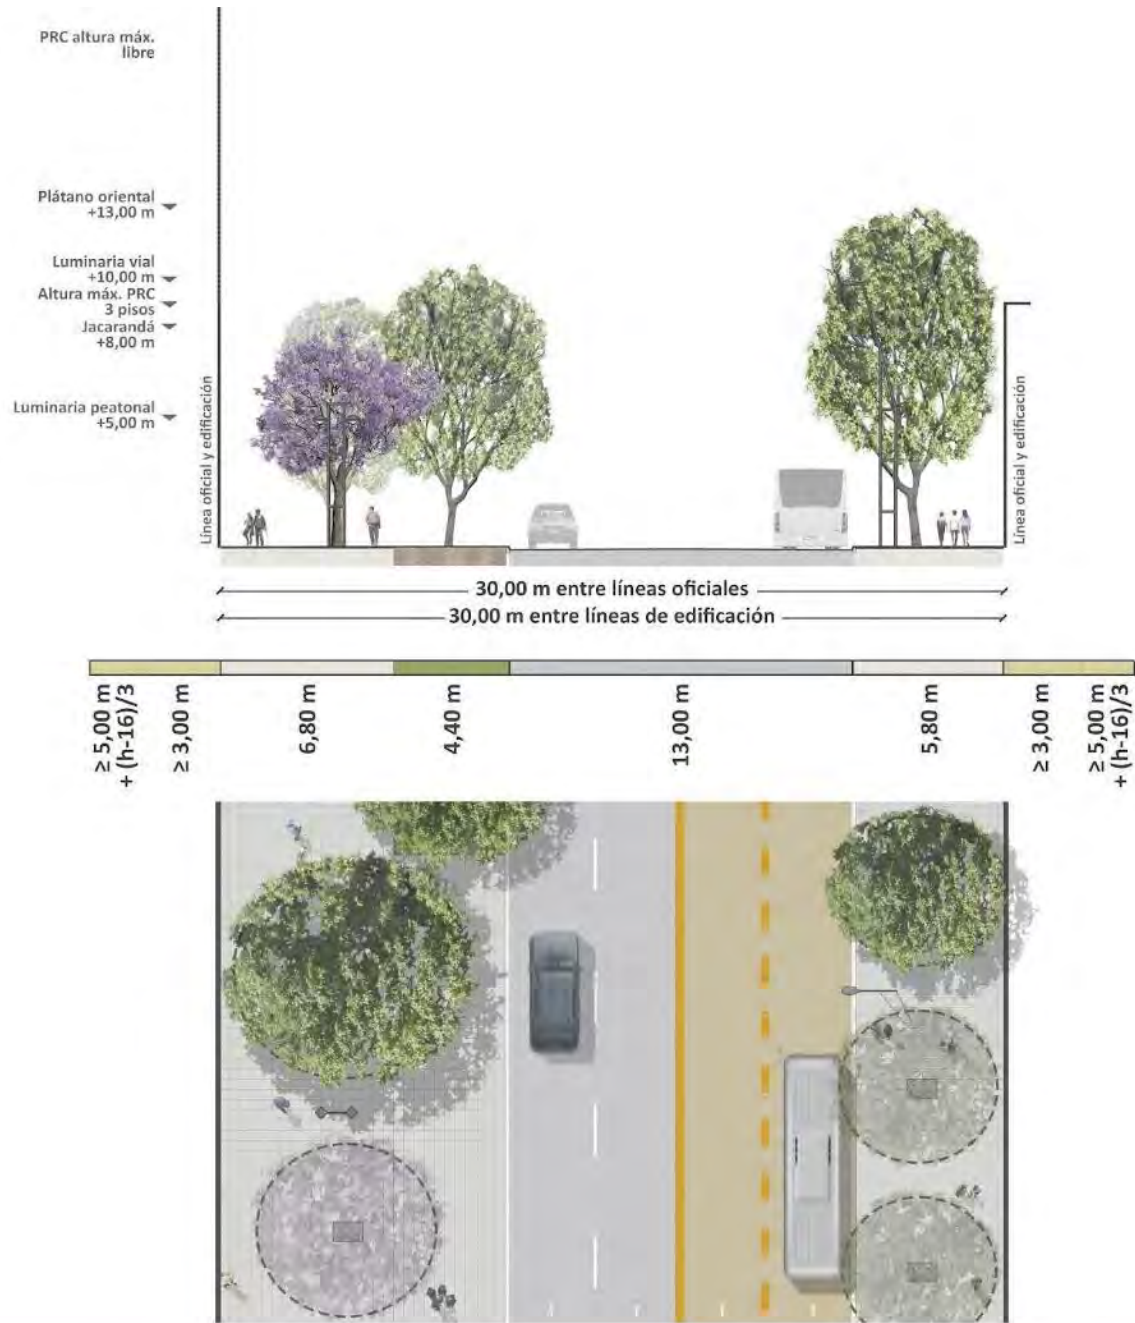 PRC altura máx.
libre
Plátano oriental
+13,00 m
Luminaria vial
+10,00 m
Altura máx. PRC
3 pisos
Jacarandá
+8,00 m
Luminaria peatonal
+5,00 m
Línea oficial y edificación
Línea oficial y edificación
30,00 m entre líneas oficiales
30,00 m entre líneas de edificación
≥ 5,00 m
+ (h-16)/3
≥ 3,00 m
6,80 m
4,40 m
13,00 m
5,80 m
≥ 3,00 m
≥ 5,00 m
+ (h-16)/3